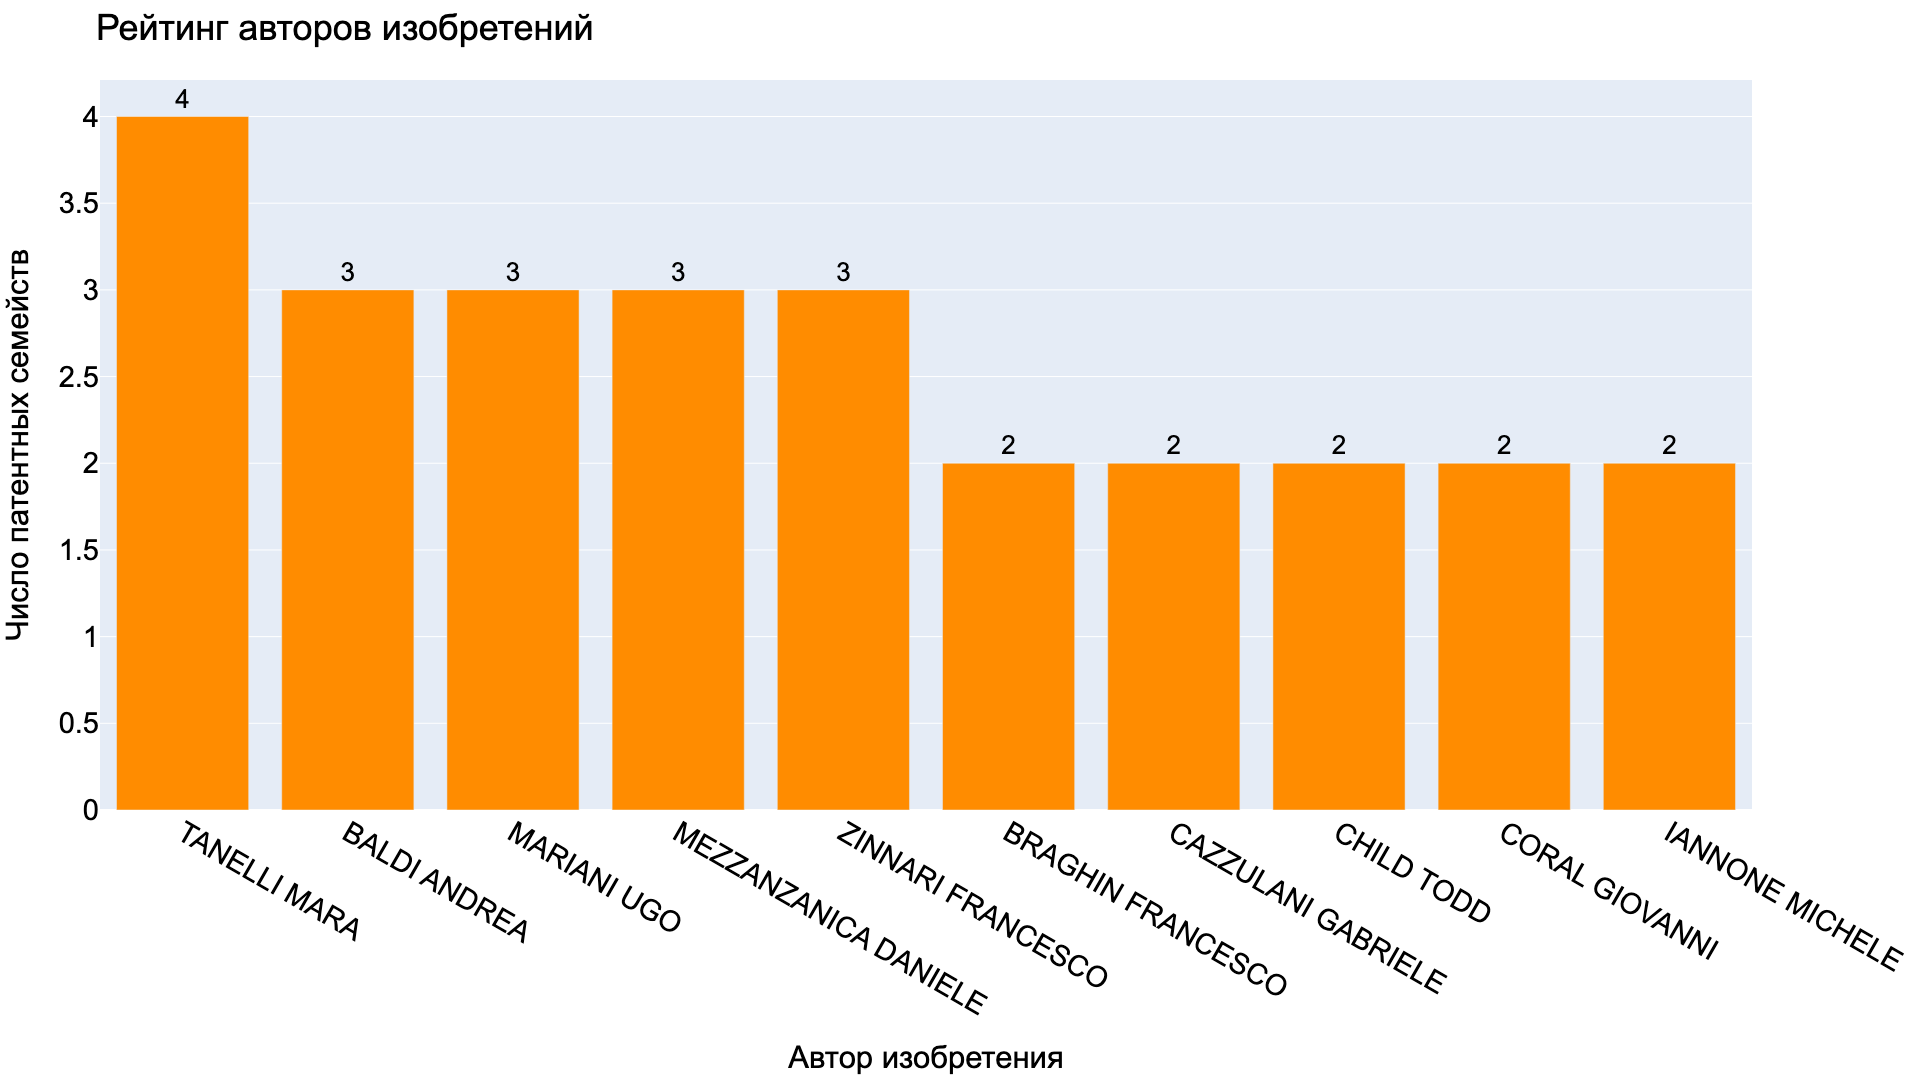 Рейтинг авторов изобретений
Число патентных семейств
4
3.5
3
2.5
2
1.5
1
0.5
0
4
3
3
3
3
2
2
2
2
2
TANELLI MARA
BALDI ANDREA
MARIANI UGO
MEZZANZANICA DANIELE
ZINNARI FRANCESCO
BRAGHIN FRANCESCO
CAZZULANI GABRIELE
CHILD TODD
CORAL GIOVANNI
IANNONE MICHELE
Автор изобретения